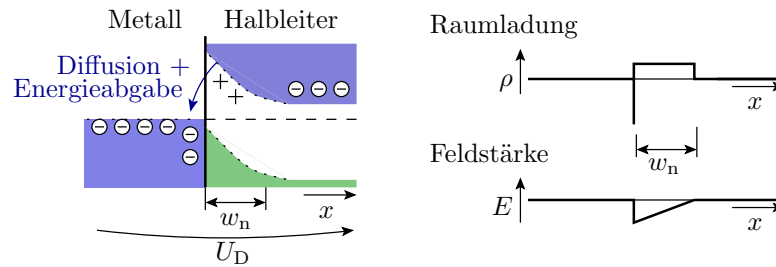 Metall Halbleiter
Diffusion +
Energieabgabe
+
+
− − −
− − − − −
−
x
w_n
U_D
Raumladung
ρ
x
w_n
Feldstärke
E
x